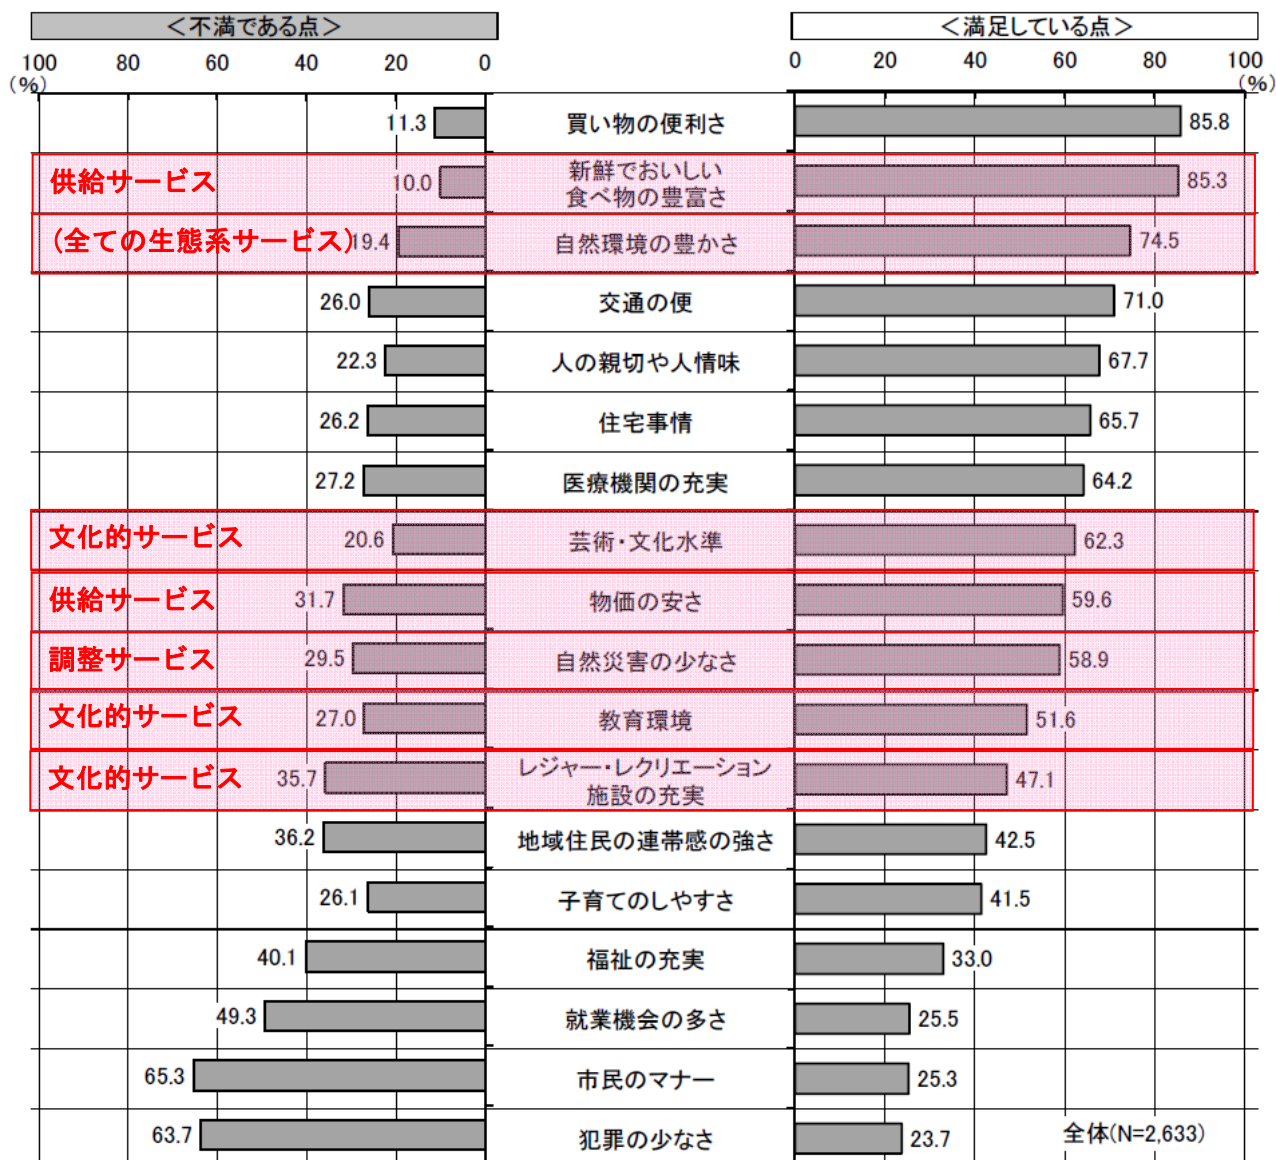 ＜不満である点＞
＜満足している点＞
100 80 60 40 20 0
(%)
0 20 40 60 80 100
(%)
11.3 買い物の便利さ 85.8
供給サービス 10.0 新鮮でおいしい
食べ物の豊富さ 85.3
(全ての生態系サービス) 19.4 自然環境の豊かさ 74.5
26.0 交通の便 71.0
22.3 人の親切や人情味 67.7
26.2 住宅事情 65.7
27.2 医療機関の充実 64.2
文化的サービス 20.6 芸術・文化水準 62.3
供給サービス 31.7 物価の安さ 59.6
調整サービス 29.5 自然災害の少なさ 58.9
文化的サービス 27.0 教育環境 51.6
文化的サービス 35.7 レジャー・レクリエーション
施設の充実 47.1
36.2 地域住民の連帯感の強さ 42.5
26.1 子育てのしやすさ 41.5
40.1 福祉の充実 33.0
49.3 就業機会の多さ 25.5
65.3 市民のマナー 25.3
63.7 犯罪の少なさ 23.7
全体(N=2,633)